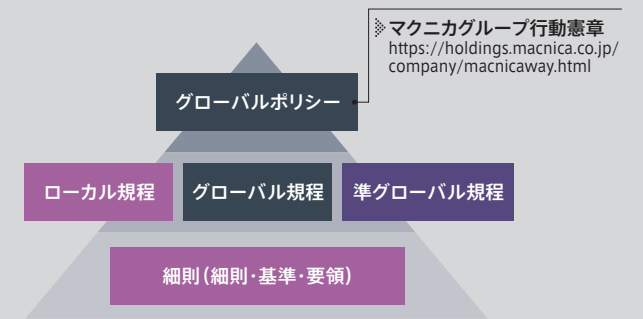 マクニカグループ行動憲章
https://holdings.macnica.co.jp/
company/macnicaway.html
グローバルポリシー
ローカル規程
グローバル規程
準グローバル規程
細則(細則・基準・要領)